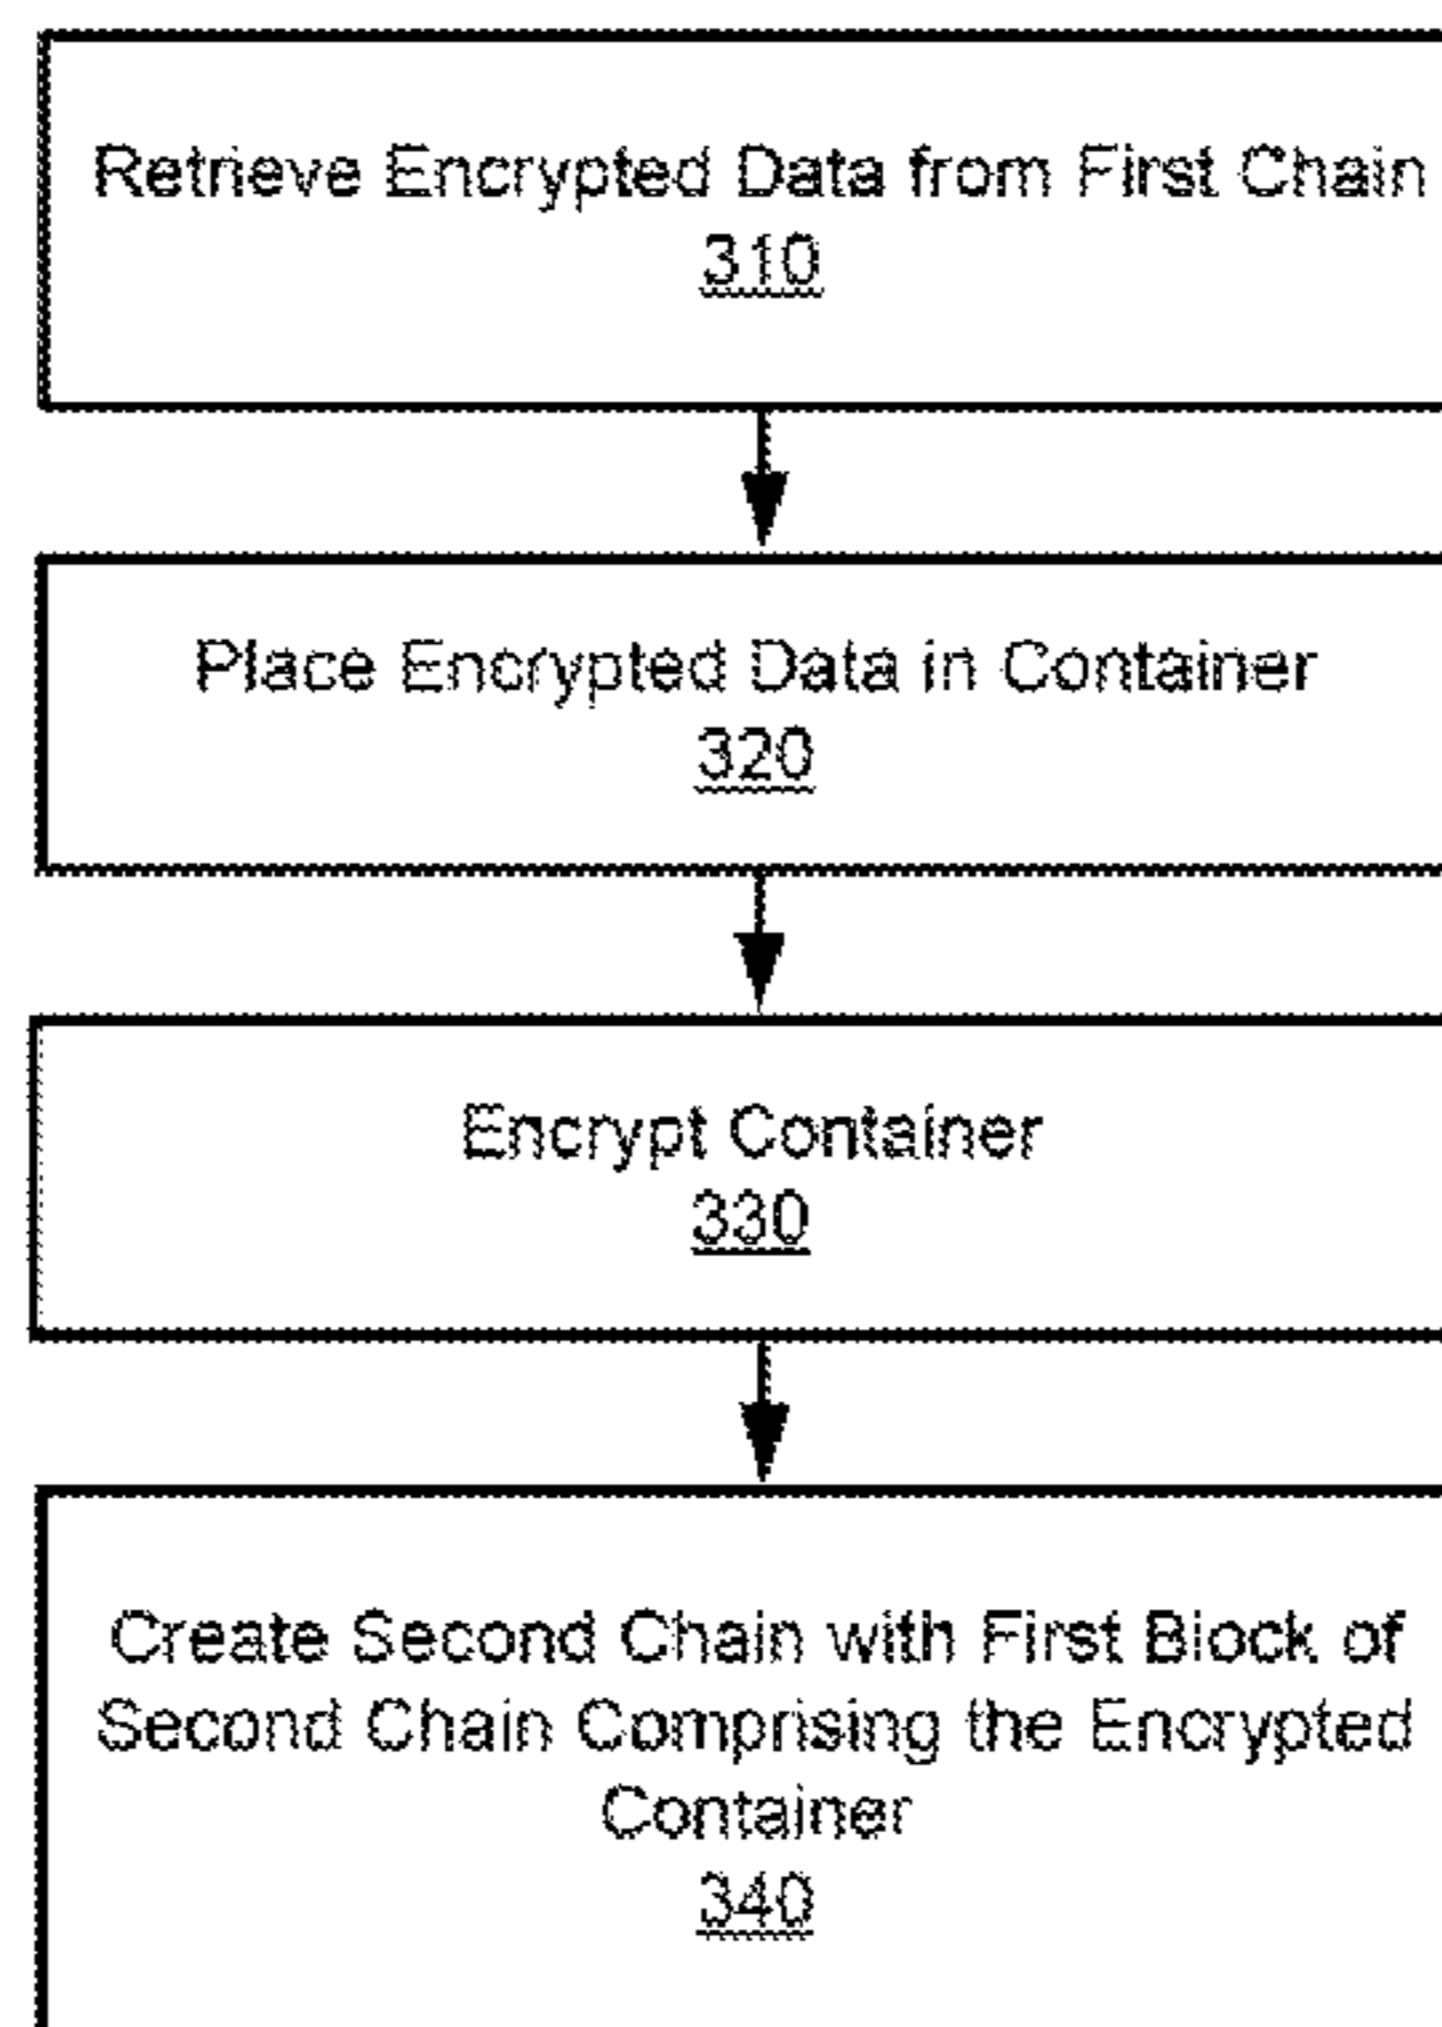 Retrieve Encrypted Data from First Chain
310
Place Encrypted Data in Container
320
Encrypt Container
330
Create Second Chain with First Block of
Second Chain Comprising the Encrypted
Container
340